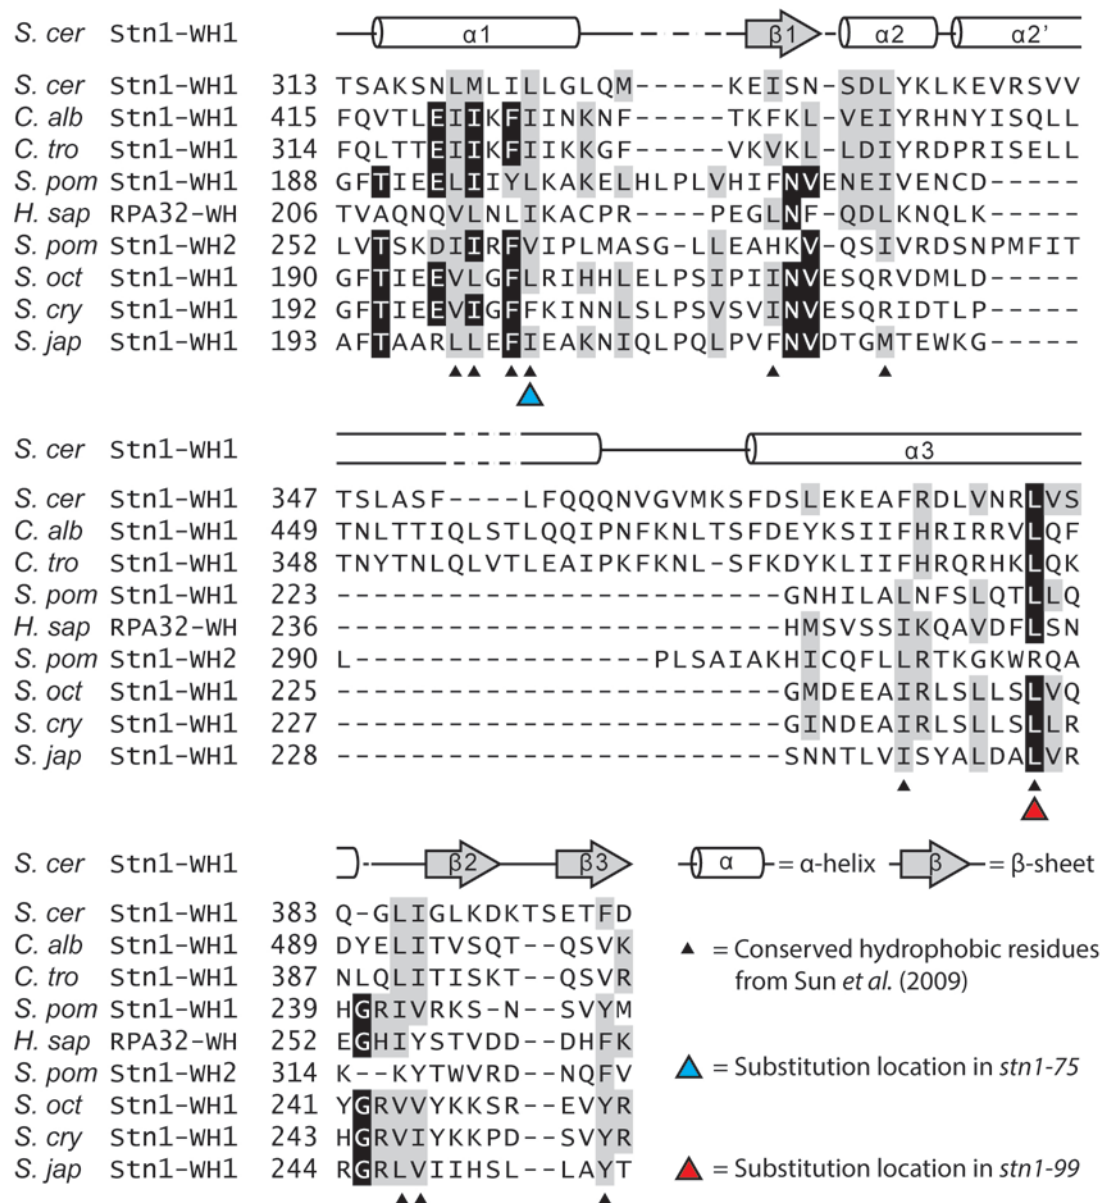 S. cer Stn1-WH1 α1 β1 α2 α2'
S. cer Stn1-WH1 313 TSAKSNLMLILLGLQM-----KEISN-SDLYKLKEVRSVV
C. alb Stn1-WH1 415 FQVTLEIIKFIINKNF-----TKFKL-VEIYRHNYISQLL
C. tro Stn1-WH1 314 FQLTTEIIKFIIKKGF-----VKVKL-LDIYRDPRISELL
S. pom Stn1-WH1 188 GFTIEELIIYLKAKELHLPLVHIFNVENEIVENCD-----
H. sap RPA32-WH 206 TVAQNQVLNLIKACPR-----PEGLNF-QDLKNQLK-----
S. pom Stn1-WH2 252 LVTSKDIIRFVIPLMASG-LLEAHKV-QSIVRDSNPMFIT
S. oct Stn1-WH1 190 GFTIEEVLGFLRIHHLELPSIPIINVESQRVDMLD-----
S. cry Stn1-WH1 192 GFTIEEVIGFFKINNLSLPSVSVINVESQRIDTLP-----
S. jap Stn1-WH1 193 AFTAARLLEFIEAKNIQLPQLPVFNVDTGMTEWKG-----
S. cer Stn1-WH1 α3
S. cer Stn1-WH1 347 TSLASF----LFQQQNVGVMKSFDSLEKEAFRDLVNRLVS
C. alb Stn1-WH1 449 TNLTTIQLSTLQQIPNFKNLTSFDEYKSIIFHRIRRVLQF
C. tro Stn1-WH1 348 TNYTNLQLVTLEAIPKFKNL-SFKDYKLIIFHRQRHKLQK
S. pom Stn1-WH1 223 ------------------------GNHILALNFSLQTLLQ
H. sap RPA32-WH 236 ------------------------HMSVSSIKQAVDFLSN
S. pom Stn1-WH2 290 L----------------PLSAIAKHICQFLLRTKGKWRQA
S. oct Stn1-WH1 225 ------------------------GMDEEAIRLSLLSLVQ
S. cry Stn1-WH1 227 ------------------------GINDEAIRLSLLSLLR
S. jap Stn1-WH1 228 ------------------------SNNTLVISYALDALVR
S. cer Stn1-WH1 β2 β3 α = α-helix β = β-sheet
S. cer Stn1-WH1 383 Q-GLIGLKDKTSETFD
C. alb Stn1-WH1 489 DYELITVSQT--QSVK
C. tro Stn1-WH1 387 NLQLITISKT--QSVR
S. pom Stn1-WH1 239 HGRIVRKS-N--SVYM
H. sap RPA32-WH 252 EGHIYSTVDD--DHFK
S. pom Stn1-WH2 314 K--KYTWVRD--NQFV
S. oct Stn1-WH1 241 YGRVVYKKSR--EVYR
S. cry Stn1-WH1 243 HGRVIYKKPD--SVYR
S. jap Stn1-WH1 244 RGRLVIIHSL--LAYT
= Conserved hydrophobic residues
from Sun et al. (2009)
= Substitution location in stn1-75
= Substitution location in stn1-99